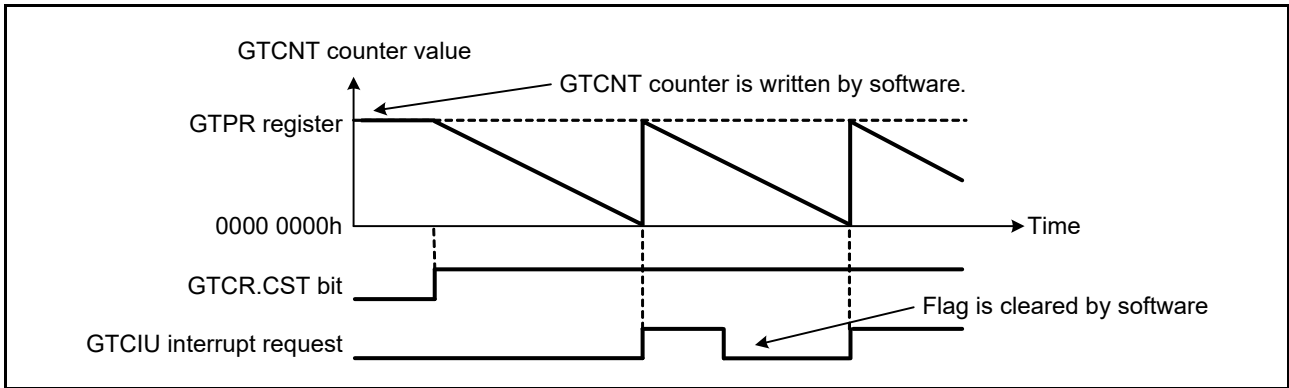 GTCNT counter value
GTCNT counter is written by software.
GTPR register
0000 0000h
Time
GTCR.CST bit
Flag is cleared by software
GTCIU interrupt request